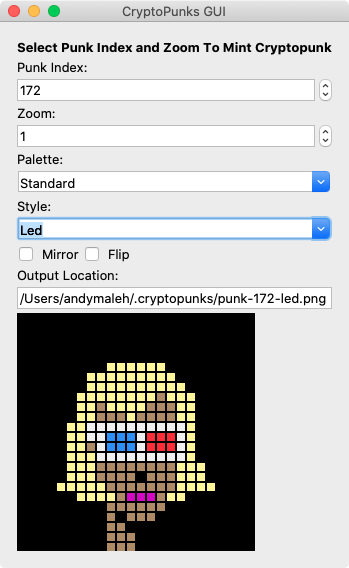 CryptoPunks GUI
Select Punk Index and Zoom To Mint Cryptopunk
Punk Index:
172
Zoom:
1
Palette:
Standard
Style:
Led
Mirror Flip
Output Location:
/Users/andymaleh/.cryptopunks/punk-172-led.png